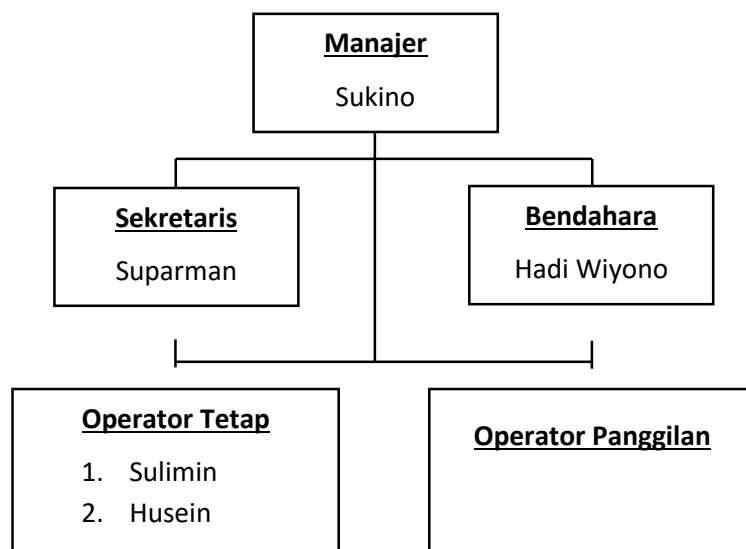 Manajer
Sukino
Sekretaris
Suparman
Bendahara
Hadi Wiyono
Operator Tetap
1. Sulimin
2. Husein
Operator Panggilan